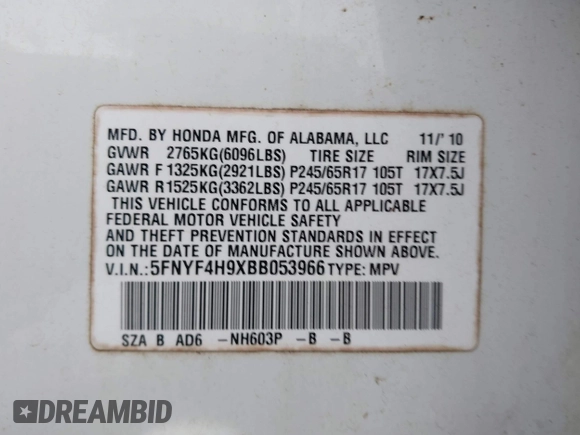 MFD. BY HONDA MFG. OF ALABAMA, LLC 11/' 10
GVWR 2765KG(6096LBS) TIRE SIZE RIM SIZE
GAWR F 1325KG(2921LBS) P245/65R17 105T 17X7.5J
GAWR R1525KG(3362LBS) P245/65R17 105T 17X7.5J
THIS VEHICLE CONFORMS TO ALL APPLICABLE
FEDERAL MOTOR VEHICLE SAFETY
AND THEFT PREVENTION STANDARDS IN EFFECT
ON THE DATE OF MANUFACTURE SHOWN ABOVE.
V.I.N.:5FNYF4H9XBB053966 TYPE: MPV
SZA B AD6 -NH603P -B -B
DREAMBID